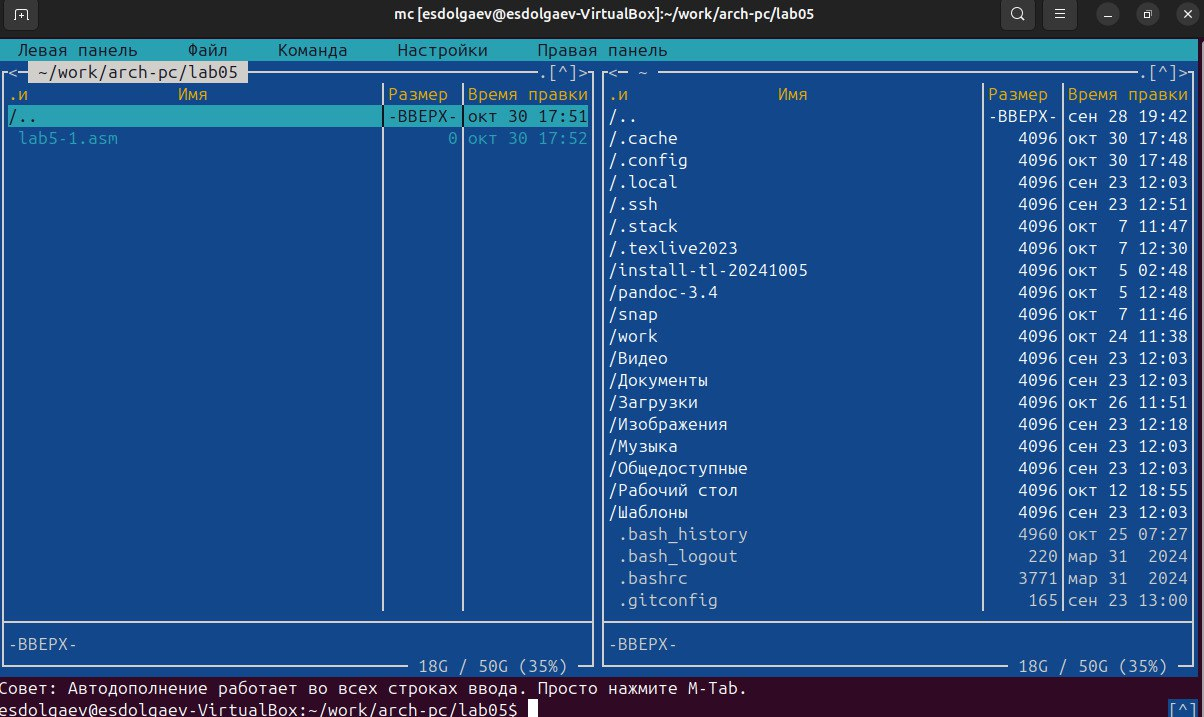 mc [esdolgaev@esdolgaev-VirtualBox]:~/work/arch-pc/lab05
Левая панель Файл Команда Настройки Правая панель
<─ ~/work/arch-pc/lab05 ─.[^]>
.и Имя Размер Время правки
/.. -ВВЕРХ- окт 30 17:51
lab5-1.asm 0 окт 30 17:52
-ВВЕРХ-
18G / 50G (35%)
<─ ~ ─.[^]>
.и Имя Размер Время правки
/.. -ВВЕРХ- сен 28 19:42
/.cache 4096 окт 30 17:48
/.config 4096 окт 30 17:48
/.local 4096 сен 23 12:03
/.ssh 4096 сен 23 12:51
/.stack 4096 окт 7 11:47
/.texlive2023 4096 окт 7 12:30
/install-tl-20241005 4096 окт 5 02:48
/pandoc-3.4 4096 окт 5 12:48
/snap 4096 окт 7 11:46
/work 4096 окт 24 11:38
/Видео 4096 сен 23 12:03
/Документы 4096 сен 23 12:03
/Загрузки 4096 окт 26 11:51
/Изображения 4096 сен 23 12:18
/Музыка 4096 сен 23 12:03
/Общедоступные 4096 сен 23 12:03
/Рабочий стол 4096 окт 12 18:55
/Шаблоны 4096 сен 23 12:03
.bash_history 4960 окт 25 07:27
.bash_logout 220 мар 31 2024
.bashrc 3771 мар 31 2024
.gitconfig 165 сен 23 13:00
-ВВЕРХ-
18G / 50G (35%)
Совет: Автодополнение работает во всех строках ввода. Просто нажмите M-Tab.
esdolgaev@esdolgaev-VirtualBox:~/work/arch-pc/lab05$ [^]